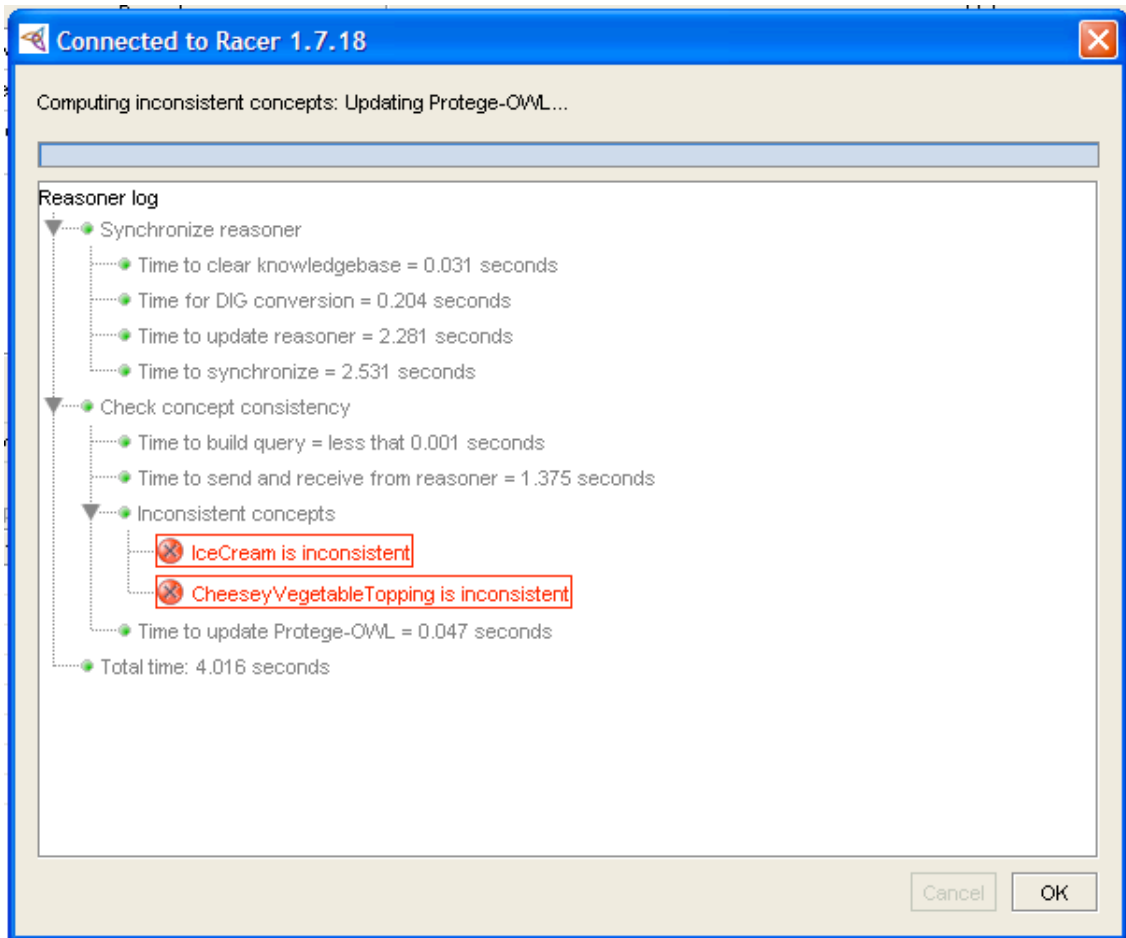 Connected to Racer 1.7.18
Computing inconsistent concepts: Updating Protege-OWL...
Reasoner log
Synchronize reasoner
Time to clear knowledgebase = 0.031 seconds
Time for DIG conversion = 0.204 seconds
Time to update reasoner = 2.281 seconds
Time to synchronize = 2.531 seconds
Check concept consistency
Time to build query = less that 0.001 seconds
Time to send and receive from reasoner = 1.375 seconds
Inconsistent concepts
IceCream is inconsistent
CheeseyVegetableTopping is inconsistent
Time to update Protege-OWL = 0.047 seconds
Total time: 4.016 seconds
Cancel OK